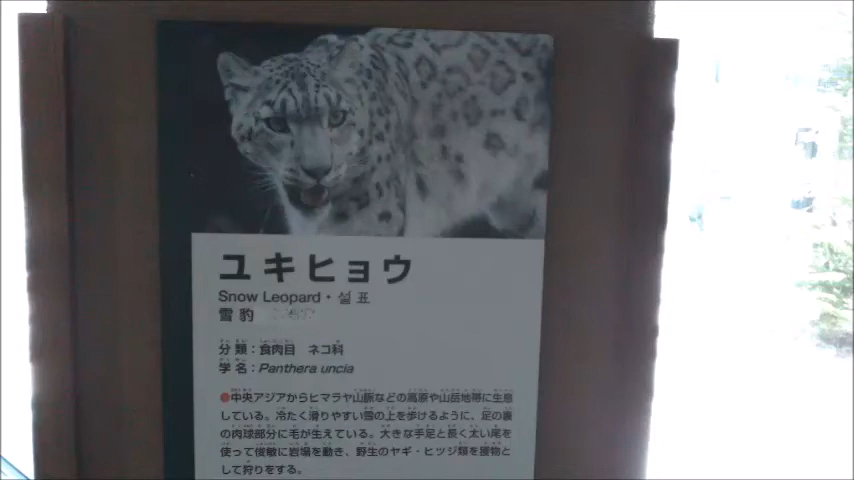 ユキヒョウ
Snow Leopard・설표
雪豹
分類：食肉目　ネコ科
学名：Panthera uncia
●中央アジアからヒマラヤ山脈などの高原や山岳地帯に生息
している。冷たく滑りやすい雪の上を歩けるように、足の裏
の肉球部分に毛が生えている。大きな手足と長く太い尾を
使って俊敏に岩場を動き、野生のヤギ・ヒツジ類を獲物と
して狩りをする。